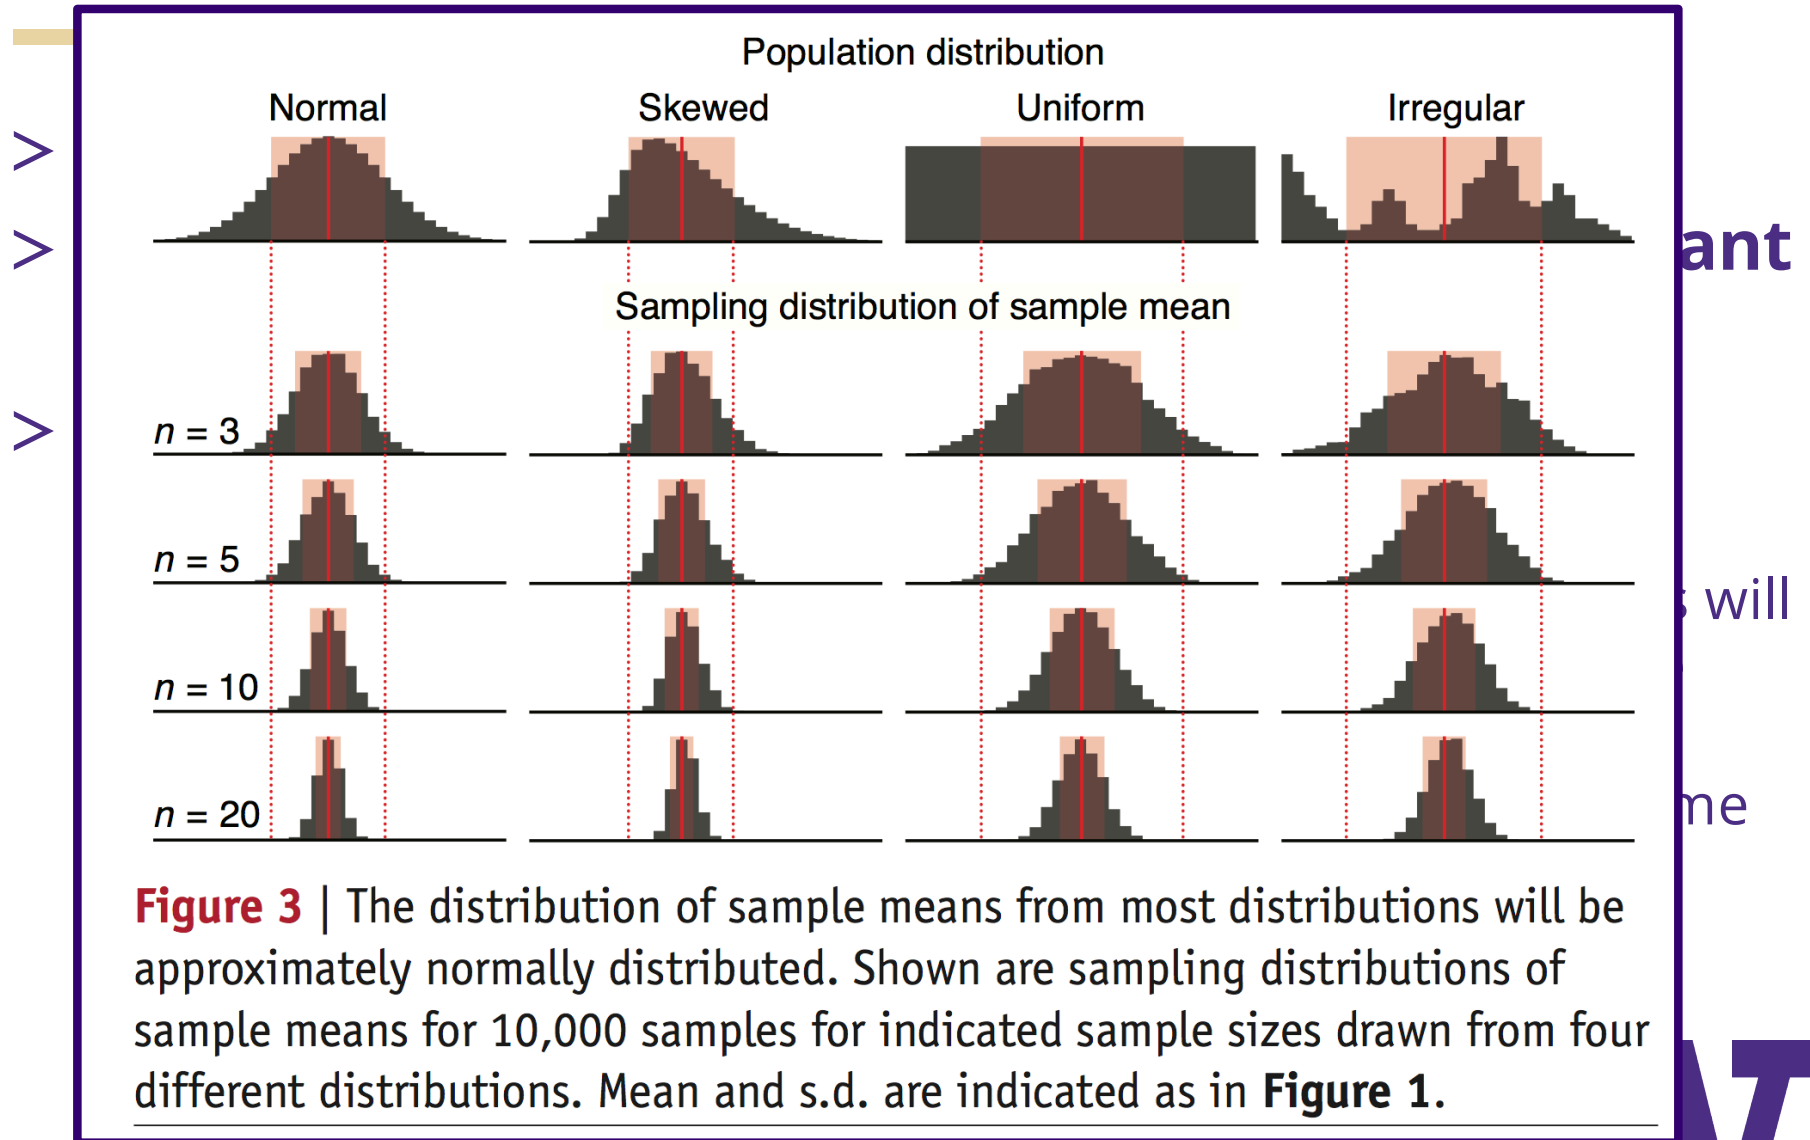 Population distribution
Normal Skewed Uniform Irregular
>
>
ant
Sampling distribution of sample mean
>
n = 3
n = 5
will
n = 10
n = 20
me
Figure 3 | The distribution of sample means from most distributions will be
approximately normally distributed. Shown are sampling distributions of
sample means for 10,000 samples for indicated sample sizes drawn from four
different distributions. Mean and s.d. are indicated as in Figure 1.